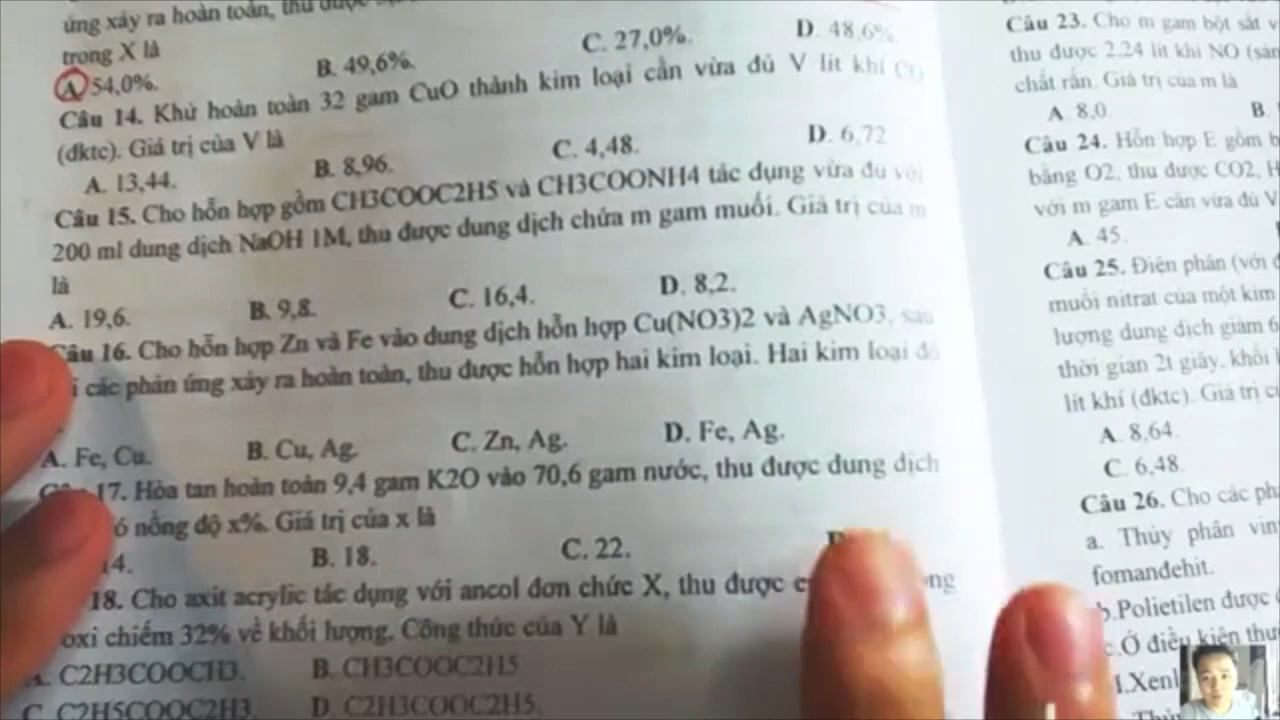 ứng xảy ra hoàn toàn, thu được
trong X là
A. 54,0%. B. 49,6%. C. 27,0%. D. 48,6%
Câu 14. Khử hoàn toàn 32 gam CuO thành kim loại cần vừa đủ V lít khí CO
(đktc). Giá trị của V là
A. 13,44. B. 8,96. C. 4,48. D. 6,72
Câu 15. Cho hỗn hợp gồm CH3COOC2H5 và CH3COONH4 tác dụng vừa đủ với
200 ml dung dịch NaOH 1M, thu được dung dịch chứa m gam muối. Giá trị của m
là
A. 19,6. B. 9,8. C. 16,4. D. 8,2.
Câu 16. Cho hỗn hợp Zn và Fe vào dung dịch hỗn hợp Cu(NO3)2 và AgNO3, sau
i các phản ứng xảy ra hoàn toàn, thu được hỗn hợp hai kim loại. Hai kim loại đó
A. Fe, Cu. B. Cu, Ag. C. Zn, Ag. D. Fe, Ag.
17. Hòa tan hoàn toàn 9,4 gam K2O vào 70,6 gam nước, thu được dung dịch
ó nồng độ x%. Giá trị của x là
14. B. 18. C. 22.
18. Cho axit acrylic tác dụng với ancol đơn chức X, thu được
oxi chiếm 32% về khối lượng. Công thức của Y là
A. C2H3COOCH3. B. CH3COOC2H5
C. C2H5COOC2H3. D. C2H3COOC2H5.
Câu 23. Cho m gam bột sắt v
thu được 2,24 lít khí NO (sản
chất rắn. Giá trị của m là
A. 8,0. B.
Câu 24. Hỗn hợp E gồm b
bằng O2, thu được CO2, H
với m gam E cần vừa đủ V
A. 45.
Câu 25. Điện phân (với đ
muối nitrat của một kim
lượng dung dịch giảm 6
thời gian 2t giây, khối l
lít khí (đktc). Giá trị củ
A. 8,64.
C. 6,48.
Câu 26. Cho các ph
a. Thủy phân vin
fomanđehit.
b.Polietilen được
c.Ở điều kiện thư